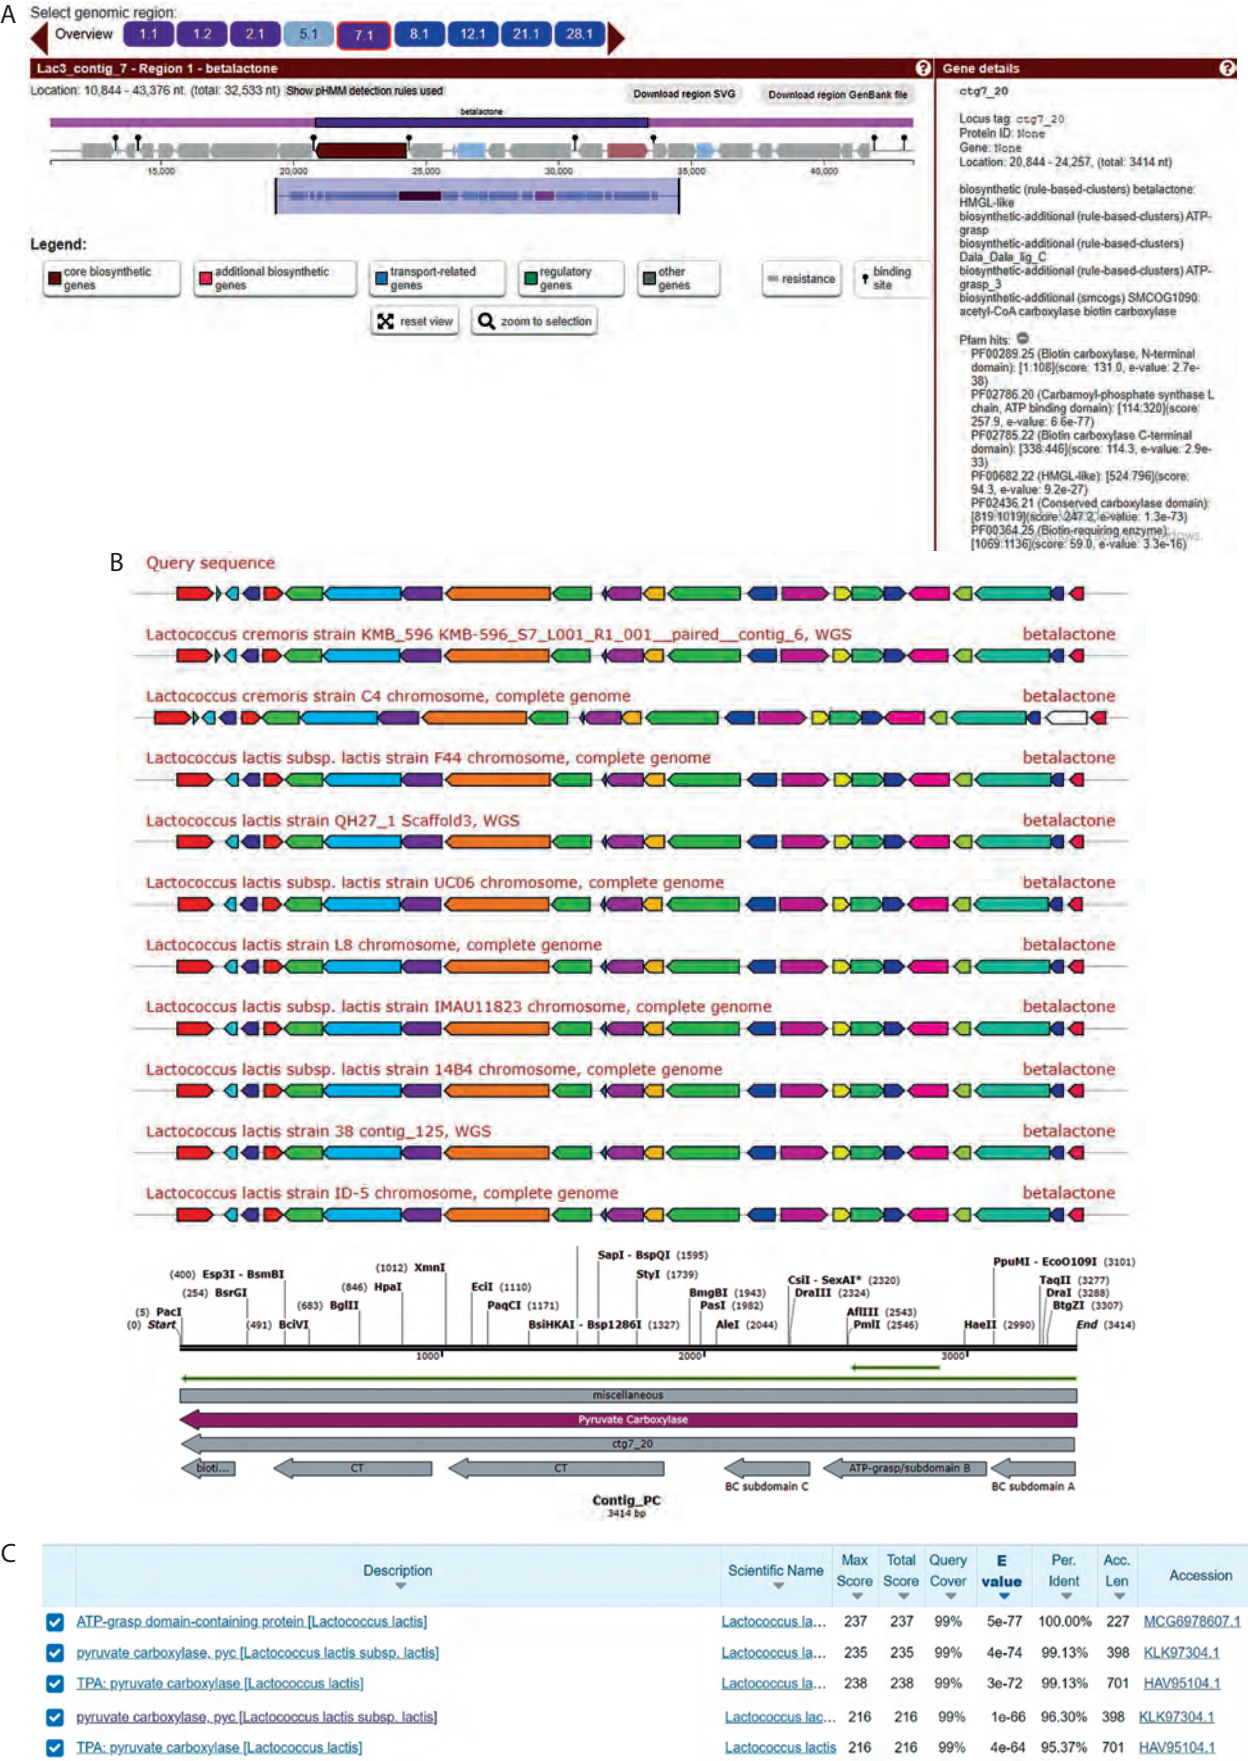 A
Select genomic region:
Overview 1.1 1.2 2.1 5.1 7.1 8.1 12.1 21.1 28.1
Lac3_contig_7 - Region 1 - betalactone
Location: 10,844 - 43,376 nt. (total: 32,533 nt) Show pHMM detection rules used
Download region SVG Download region GenBank file
betalactone
15,000 20,000 25,000 30,000 35,000 40,000
Legend:
core biosynthetic genes
additional biosynthetic genes
transport-related genes
regulatory genes
other genes
resistance
binding site
reset view
zoom to selection
Gene details
ctg7_20
Locus tag: ctg7_20
Protein ID: None
Gene: None
Location: 20,844 - 24,257, (total: 3414 nt)
biosynthetic (rule-based-clusters) betalactone:
HMGL-like
biosynthetic-additional (rule-based-clusters) ATP-
grasp
biosynthetic-additional (rule-based-clusters)
Dala_Dala_lig_C
biosynthetic-additional (rule-based-clusters) ATP-
grasp_3
biosynthetic-additional (smcogs) SMCOG1090:
acetyl-CoA carboxylase biotin carboxylase
Pfam hits:
PF00289.25 (Biotin carboxylase, N-terminal
domain): [1:108](score: 131.0, e-value: 2.7e-
38)
PF02786.20 (Carbamoyl-phosphate synthase L
chain, ATP binding domain): [114:320](score:
257.9, e-value: 6.6e-77)
PF02785.22 (Biotin carboxylase C-terminal
domain): [338:446](score: 114.3, e-value: 2.9e-
33)
PF00682.22 (HMGL-like): [524:796](score:
94.3, e-value: 9.2e-27)
PF02436.21 (Conserved carboxylase domain):
[819:1019](score: 247.2, e-value: 1.3e-73)
PF00364.25 (Biotin-requiring enzyme):
[1069:1136](score: 59.0, e-value: 3.3e-16)
B
Query sequence
Lactococcus cremoris strain KMB_596 KMB-596_S7_L001_R1_001__paired__contig_6, WGS betalactone
Lactococcus cremoris strain C4 chromosome, complete genome betalactone
Lactococcus lactis subsp. lactis strain F44 chromosome, complete genome betalactone
Lactococcus lactis strain QH27_1 Scaffold3, WGS betalactone
Lactococcus lactis subsp. lactis strain UC06 chromosome, complete genome betalactone
Lactococcus lactis strain L8 chromosome, complete genome betalactone
Lactococcus lactis subsp. lactis strain IMAU11823 chromosome, complete genome betalactone
Lactococcus lactis subsp. lactis strain 14B4 chromosome, complete genome betalactone
Lactococcus lactis strain 38 contig_125, WGS betalactone
Lactococcus lactis strain ID-5 chromosome, complete genome betalactone
SapI - BspQI (1595)
(1012) XmnI PpuMI - EcoO109I (3101)
(400) Esp3I - BsmBI StyI (1739) CsiI - SexAI* (2320) TaqII (3277)
(254) BsrGI (846) HpaI EciI (1110) BmgBI (1943) DraIII (2324) DraI (3288)
(5) PacI (683) BglII PaqCI (1171) PasI (1982) AflIII (2543) BtgZI (3307)
(0) Start (491) BciVI BsiHKAI - Bsp1286I (1327) AleI (2044) PmlI (2546) HaeII (2990) End (3414)
1000 2000 3000
miscellaneous
Pyruvate Carboxylase
ctg7_20
bioti... CT CT ATP-grasp/subdomain B
BC subdomain C BC subdomain A
Contig_PC
3414 bp
C
Description Scientific Name Max Score Total Score Query Cover E value Per. Ident Acc. Len Accession
ATP-grasp domain-containing protein [Lactococcus lactis] Lactococcus la... 237 237 99% 5e-77 100.00% 227 MCG6978607.1
pyruvate carboxylase, pyc [Lactococcus lactis subsp. lactis] Lactococcus la... 235 235 99% 4e-74 99.13% 398 KLK97304.1
TPA: pyruvate carboxylase [Lactococcus lactis] Lactococcus la... 238 238 99% 3e-72 99.13% 701 HAV95104.1
pyruvate carboxylase, pyc [Lactococcus lactis subsp. lactis] Lactococcus lac... 216 216 99% 1e-66 96.30% 398 KLK97304.1
TPA: pyruvate carboxylase [Lactococcus lactis] Lactococcus lactis 216 216 99% 4e-64 95.37% 701 HAV95104.1